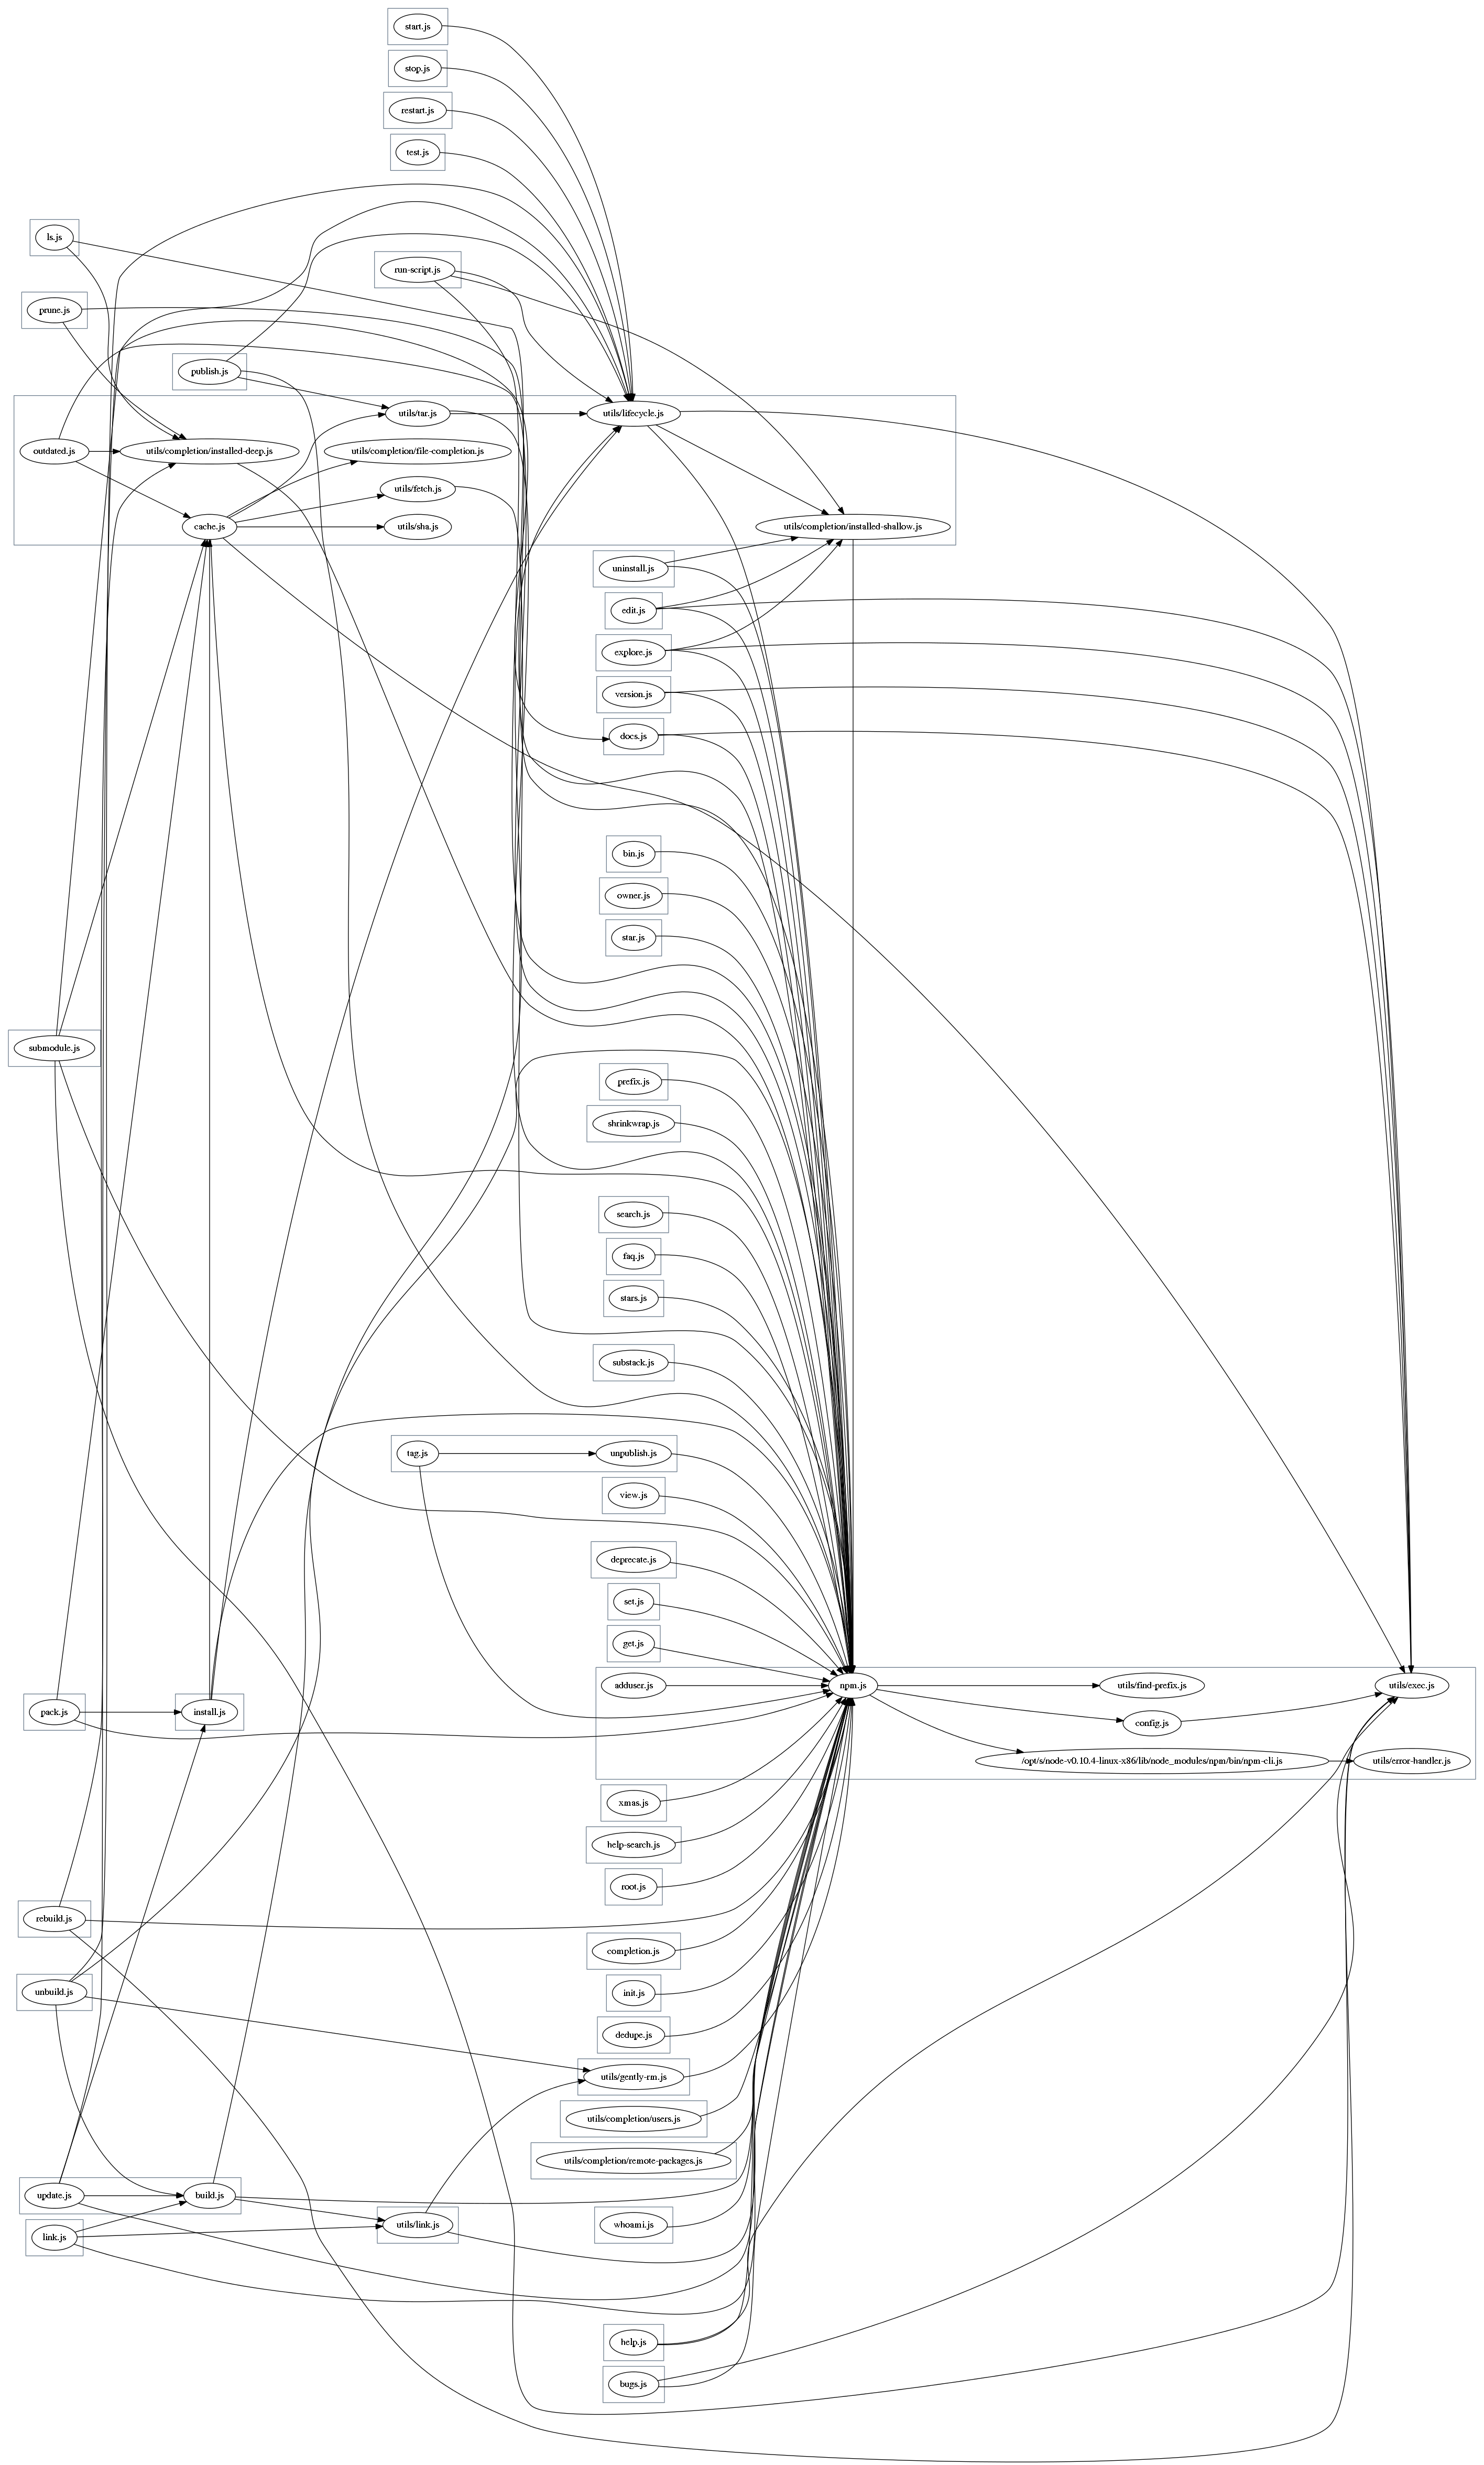 start.js
stop.js
restart.js
test.js
ls.js
run-script.js
prune.js
publish.js
utils/tar.js
utils/lifecycle.js
outdated.js
utils/completion/installed-deep.js
utils/completion/file-completion.js
utils/fetch.js
cache.js
utils/sha.js
utils/completion/installed-shallow.js
uninstall.js
edit.js
explore.js
version.js
docs.js
bin.js
owner.js
star.js
submodule.js
prefix.js
shrinkwrap.js
search.js
faq.js
stars.js
substack.js
tag.js
unpublish.js
view.js
deprecate.js
set.js
get.js
adduser.js
npm.js
utils/find-prefix.js
utils/exec.js
pack.js
install.js
config.js
/opt/s/node-v0.10.4-linux-x86/lib/node_modules/npm/bin/npm-cli.js
utils/error-handler.js
xmas.js
help-search.js
root.js
rebuild.js
completion.js
unbuild.js
init.js
dedupe.js
utils/gently-rm.js
utils/completion/users.js
utils/completion/remote-packages.js
update.js
build.js
link.js
utils/link.js
whoami.js
help.js
bugs.js